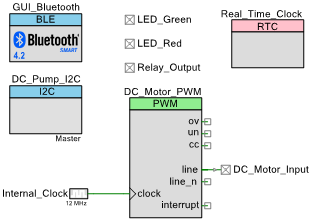 GUI_Bluetooth
BLE
Bluetooth
SMART
4.2
DC_Pump_I2C
I2C
Master
LED_Green
LED_Red
Relay_Output
Real_Time_Clock
RTC
DC_Motor_PWM
PWM
ov
un
cc
line
line_n
interrupt
clock
Internal_Clock
12 MHz
DC_Motor_Input